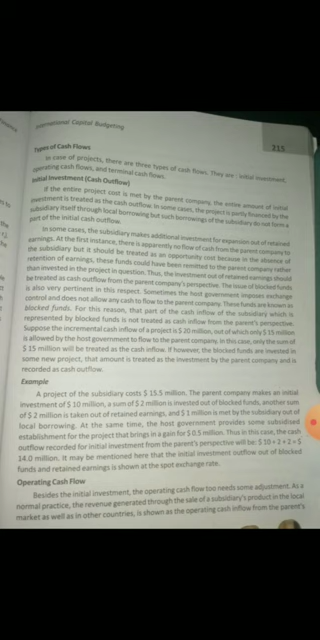 International Capital Budgeting
215
Types of Cash Flows
In case of projects, there are three types of cash flows. They are - initial investment,
operating cash flows, and terminal cash flows.
Initial Investment (Cash Outflow)
If the entire project cost is met by the parent company, the entire amount of initial
investment is treated as the cash outflow. In some cases, the project is partly financed by the
subsidiary itself through local borrowing but such borrowings of the subsidiary do not form a
part of the initial cash outflow.
In some cases, the subsidiary makes additional investment for expansion out of retained
earnings. At the first instance, there is apparently no flow of cash from the parent company to
the subsidiary but it should be treated as an opportunity cost because in the absence of
retention of earnings, these funds could have been remitted to the parent company rather
than invested in the project in question. Thus, the investment out of retained earnings should
be treated as cash outflow from the parent company's perspective. The issue of blocked funds
is also very pertinent in this respect. Sometimes the host government imposes exchange
control and does not allow any cash to flow to the parent company. These funds are known as
blocked funds. For this reason, that part of the cash inflow of the subsidiary which is
represented by blocked funds is not treated as cash inflow from the parent's perspective.
Suppose the incremental cash inflow of a project is $ 20 million, out of which only $ 15 million
is allowed by the host government to flow to the parent company. In this case, only the sum of
$ 15 million will be treated as the cash inflow. If however, the blocked funds are invested in
some new project, that amount is treated as the investment by the parent company and is
recorded as cash outflow.
Example
A project of the subsidiary costs $ 15.5 million. The parent company makes an initial
investment of $ 10 million, a sum of $ 2 million is invested out of blocked funds, another sum
of $ 2 million is taken out of retained earnings, and $ 1 million is met by the subsidiary out of
local borrowing. At the same time, the host government provides some subsidised
establishment for the project that brings in a gain for $ 0.5 million. Thus in this case, the cash
outflow recorded for initial investment from the parent's perspective will be: $ 10 + 2 + 2 = $
14.0 million. It may be mentioned here that the initial investment outflow out of blocked
funds and retained earnings is shown at the spot exchange rate.
Operating Cash Flow
Besides the initial investment, the operating cash flow too needs some adjustment. As a
normal practice, the revenue generated through the sale of a subsidiary's product in the local
market as well as in other countries, is shown as the operating cash inflow from the parent's